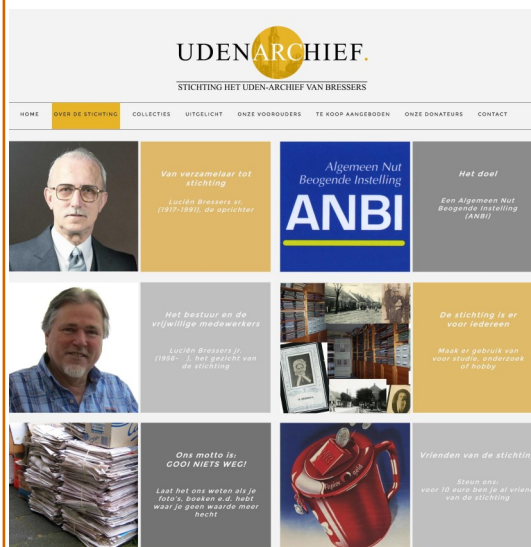 UDENARCHIEF.
STICHTING HET UDEN-ARCHIEF VAN BRESSERS
HOME OVER DE STICHTING COLLECTIES UITGELICHT ONZE VOOROUDERS TE KOOP AANGEBODEN ONZE DONATEURS CONTACT
Van verzamelaar tot
stichting
Luciën Bressers sr.
(1917-1991), de oprichter
Algemeen Nut
Beogende Instelling
ANBI
Het doel
Een Algemeen Nut
Beogende Instelling
(ANBI)
Het bestuur en de
vrijwillige medewerkers
Luciën Bressers jr.
(1956- ), het gezicht van
de stichting
De stichting is er
voor iedereen
Maak er gebruik van
voor studie, onderzoek
of hobby
Ons motto is:
GOOI NIETS WEG!
Laat het ons weten als je
foto's, boeken e.d. hebt
waar je geen waarde meer
hecht
Vrienden van de stichtin
Steun ons:
voor 10 euro ben je al vrien
van de stichting